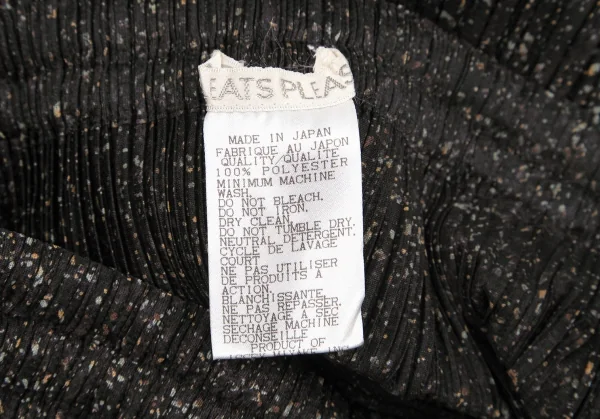 EATS PLEAS
MADE IN JAPAN
FABRIQUE AU JAPON
QUALITY/QUALITE
100% POLYESTER
MINIMUM MACHINE
WASH.
DO NOT BLEACH.
DO NOT IRON.
DRY CLEAN.
DO NOT TUMBLE DRY.
NEUTRAL DETERGENT.
CYCLE DE LAVAGE
COURT
NE PAS UTILISER
DE PRODUITS A
ACTION
BLANCHISSANTE.
NE PAS REPASSER.
NETTOYAGE A SEC
SECHAGE MACHINE
DECONSEILLE
PRODUCT OF